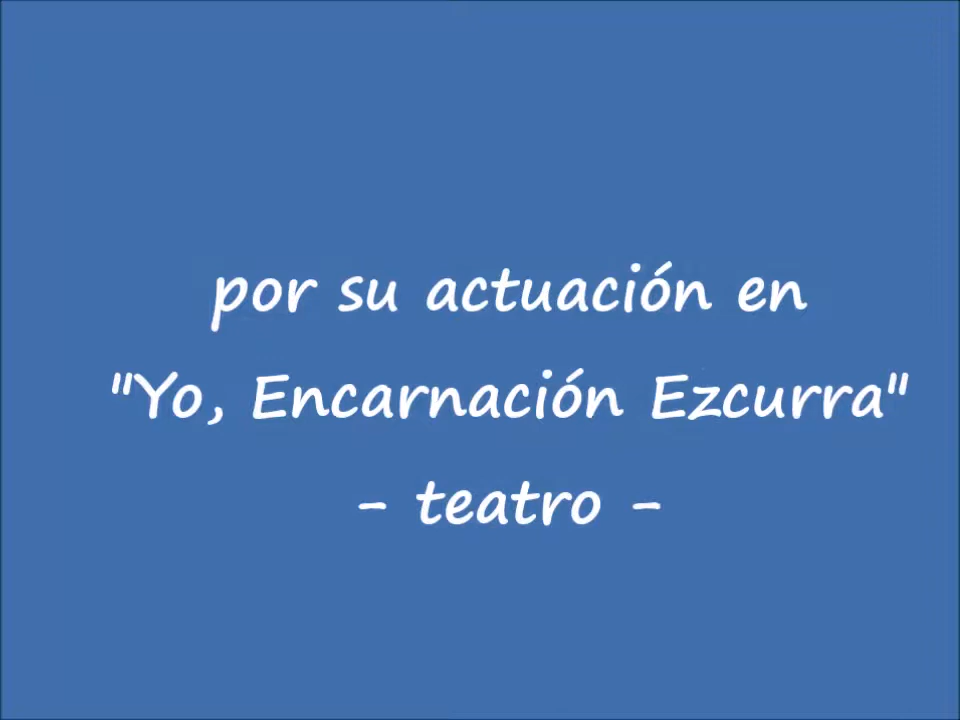 por su actuación en
"Yo, Encarnación Ezcurra"
- teatro -